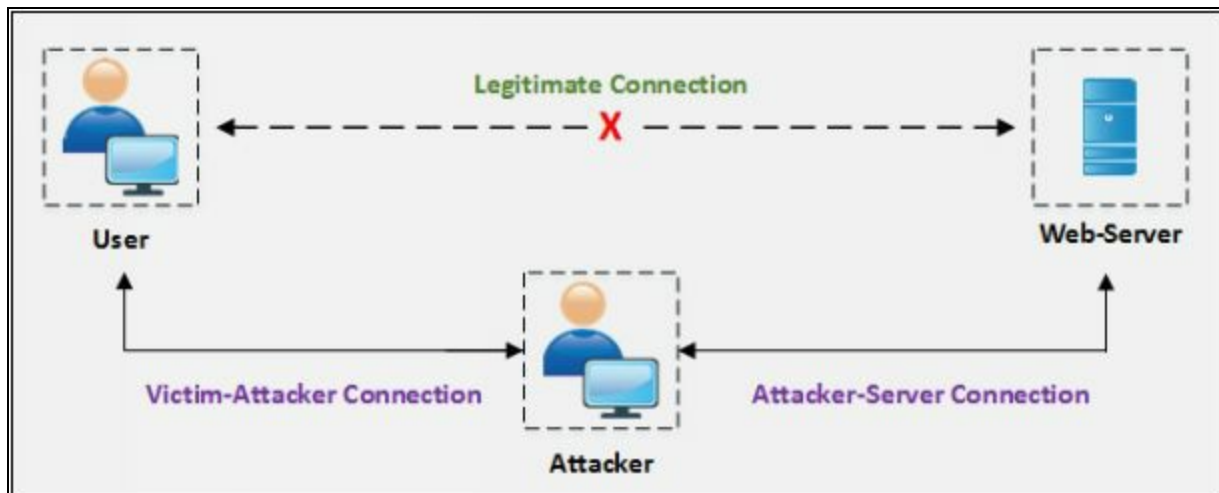 Legitimate Connection
X
User
Web-Server
Victim-Attacker Connection
Attacker-Server Connection
Attacker